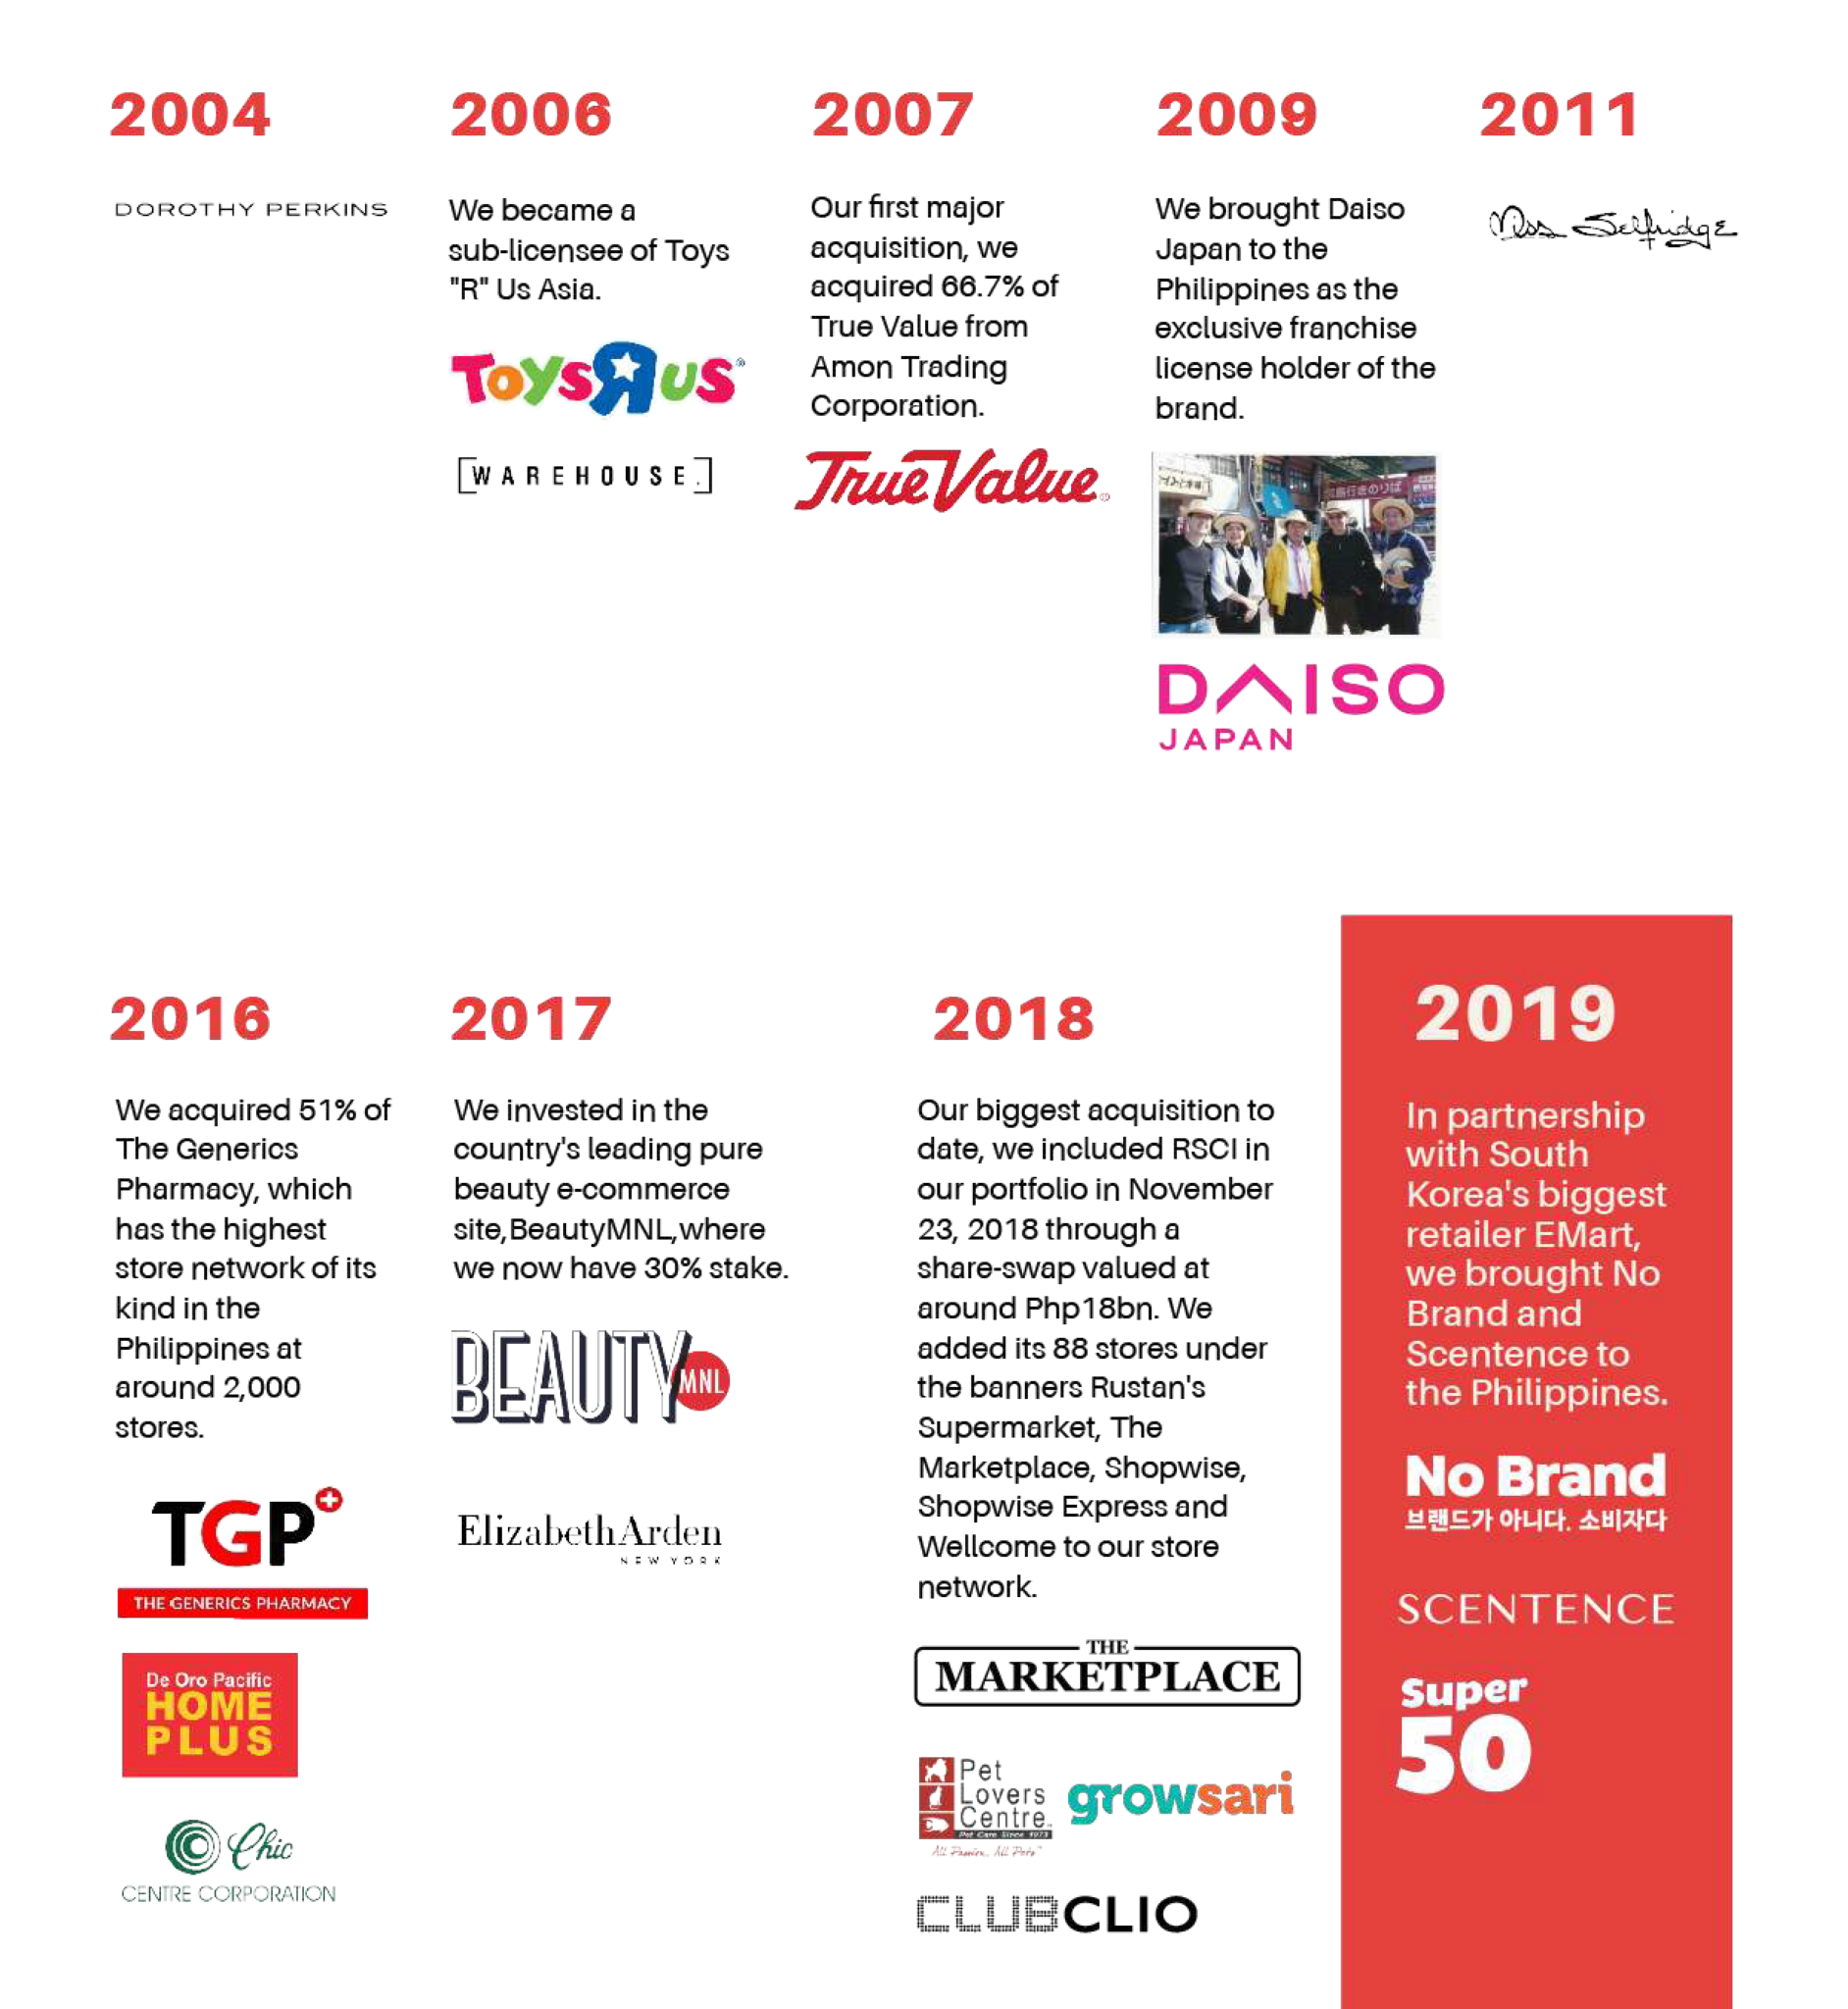 2004
DOROTHY PERKINS
2006
We became a
sub-licensee of Toys
"R" Us Asia.
TOYSRUS®
[WAREHOUSE.]
2007
Our first major
acquisition, we
acquired 66.7% of
True Value from
Amon Trading
Corporation.
True Value®
2009
We brought Daiso
Japan to the
Philippines as the
exclusive franchise
license holder of the
brand.
DAISO
JAPAN
2011
Miss Selfridge
2016
We acquired 51% of
The Generics
Pharmacy, which
has the highest
store network of its
kind in the
Philippines at
around 2,000
stores.
TGP
THE GENERICS PHARMACY
De Oro Pacific
HOME
PLUS
Chic
CENTRE CORPORATION
2017
We invested in the
country's leading pure
beauty e-commerce
site,BeautyMNL,where
we now have 30% stake.
BEAUTY MNL
Elizabeth Arden
NEW YORK
2018
Our biggest acquisition to
date, we included RSCI in
our portfolio in November
23, 2018 through a
share-swap valued at
around Php18bn. We
added its 88 stores under
the banners Rustan's
Supermarket, The
Marketplace, Shopwise,
Shopwise Express and
Wellcome to our store
network.
THE
MARKETPLACE
Pet
Lovers
Centre
Pet Care Since 1973
All Passion, All Pets™
growsari
CLUBCLIO
2019
In partnership
with South
Korea's biggest
retailer EMart,
we brought No
Brand and
Scentence to
the Philippines.
No Brand
브랜드가 아니다. 소비자다
SCENTENCE
Super
50